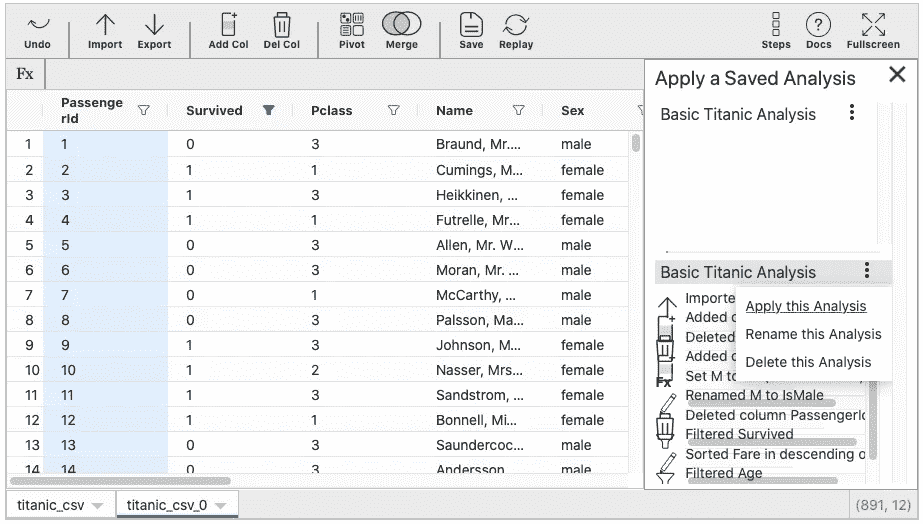 Undo Import Export Add Col Del Col Pivot Merge Save Replay Steps Docs Fullscreen
Fx
Passenge
rId
Survived Pclass Name Sex
1 1 0 3 Braund, Mr.... male
2 2 1 1 Cumings, M... female
3 3 1 3 Heikkinen, ... female
4 4 1 1 Futrelle, Mr... female
5 5 0 3 Allen, Mr. W... male
6 6 0 3 Moran, Mr. ... male
7 7 0 1 McCarthy, ... male
8 8 0 3 Palsson, Ma... male
9 9 1 3 Johnson, M... female
10 10 1 2 Nasser, Mrs... female
11 11 1 3 Sandstrom, ... female
12 12 1 1 Bonnell, Mi... female
13 13 0 3 Saundercoc... male
14 14 0 3 Andersson male
titanic_csv titanic_csv_0
Apply a Saved Analysis
Basic Titanic Analysis
Basic Titanic Analysis
Importe
Added c
Deleted
Added c
Fx Set M to
Renamed M to IsMale
Deleted column PassengerId
Filtered Survived
Sorted Fare in descending o
Filtered Age
Apply this Analysis
Rename this Analysis
Delete this Analysis
(891, 12)